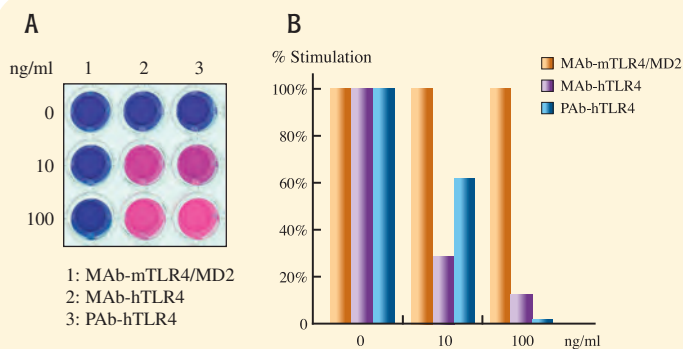 A
ng/ml 1 2 3
0
10
100
1: MAb-mTLR4/MD2
2: MAb-hTLR4
3: PAb-hTLR4
B
% Stimulation
100%
80%
60%
40%
20%
0
0 10 100 ng/ml
MAb-mTLR4/MD2
MAb-hTLR4
PAb-hTLR4